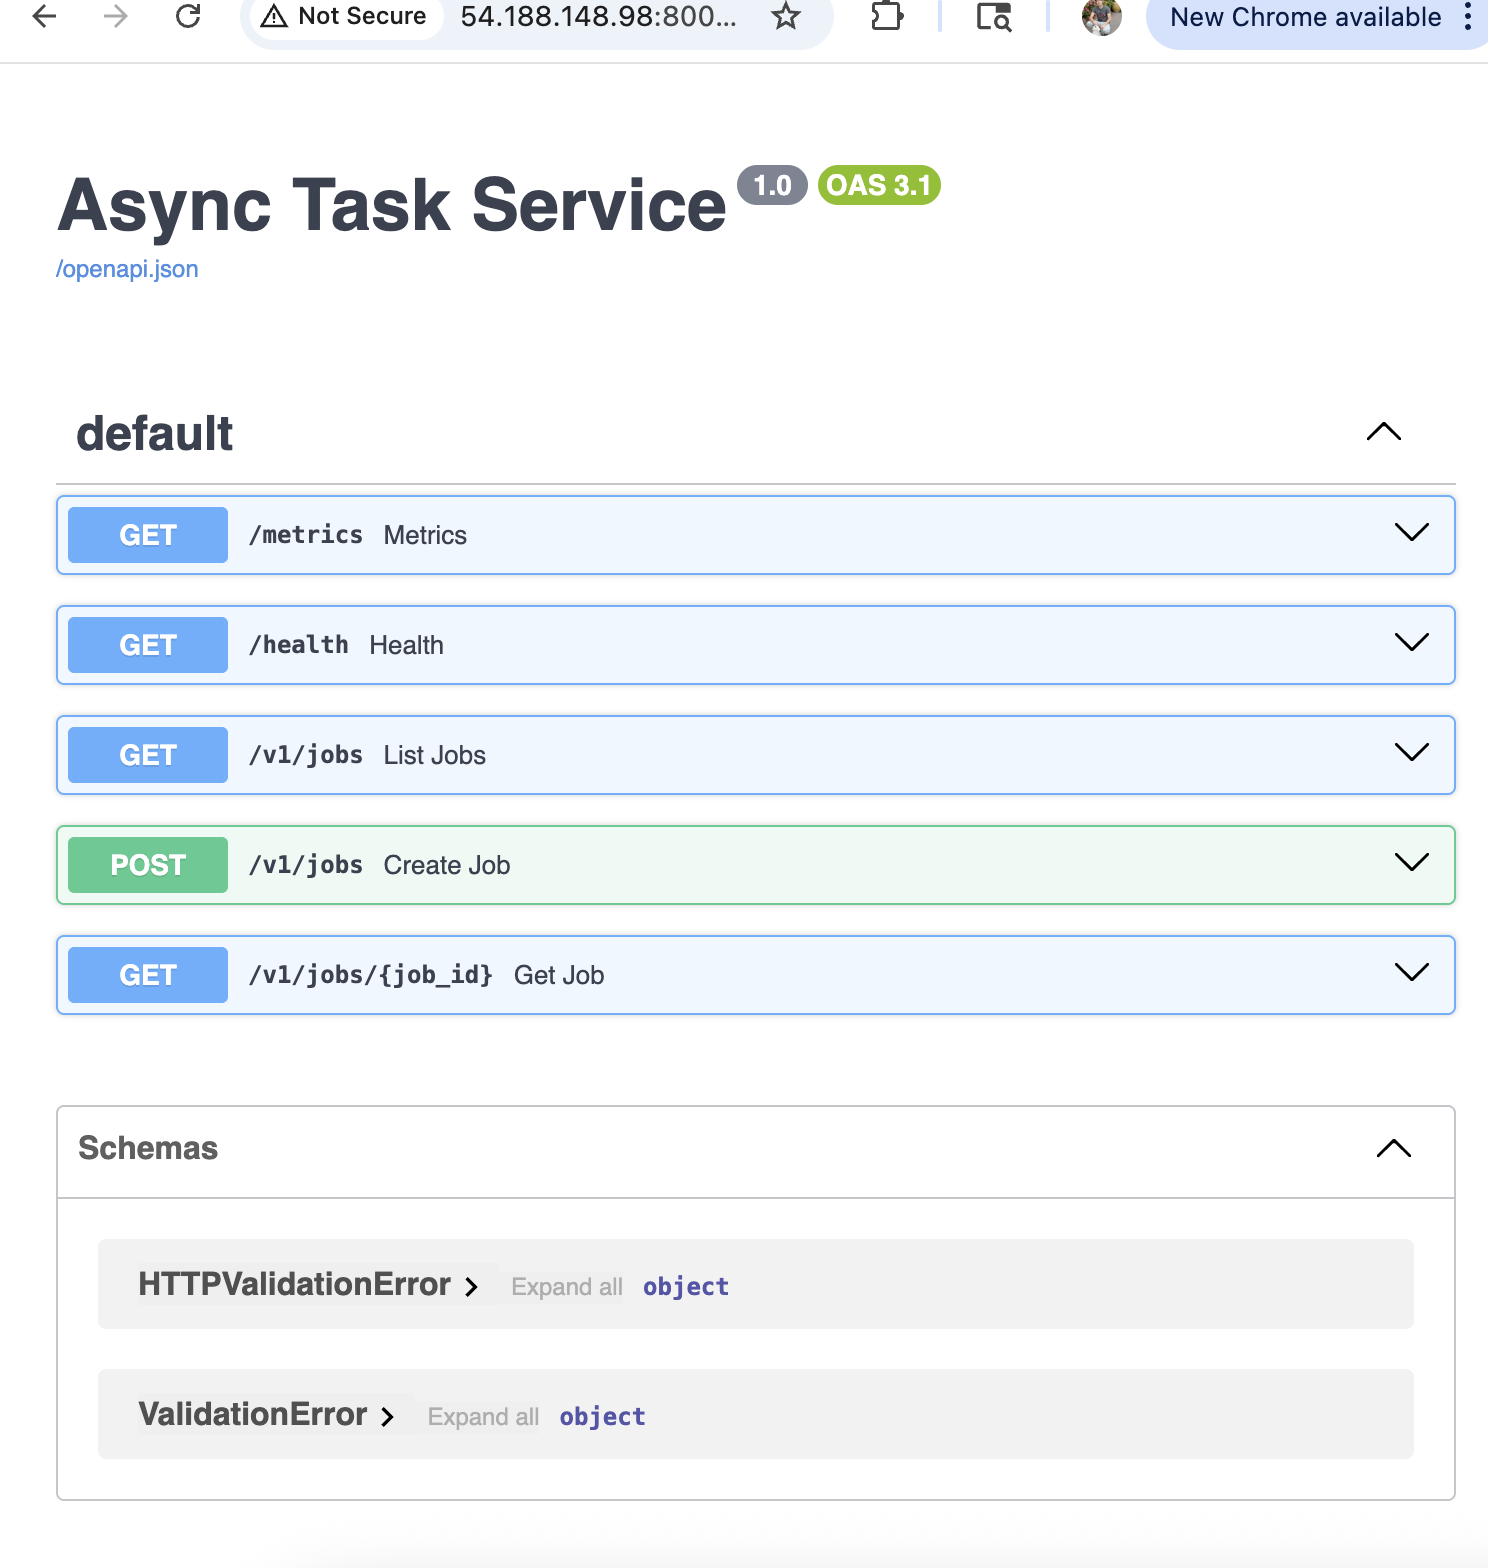 Not Secure 54.188.148.98:800... New Chrome available
Async Task Service 1.0 OAS 3.1
/openapi.json
default
GET /metrics Metrics
GET /health Health
GET /v1/jobs List Jobs
POST /v1/jobs Create Job
GET /v1/jobs/{job_id} Get Job
Schemas
HTTPValidationError Expand all object
ValidationError Expand all object